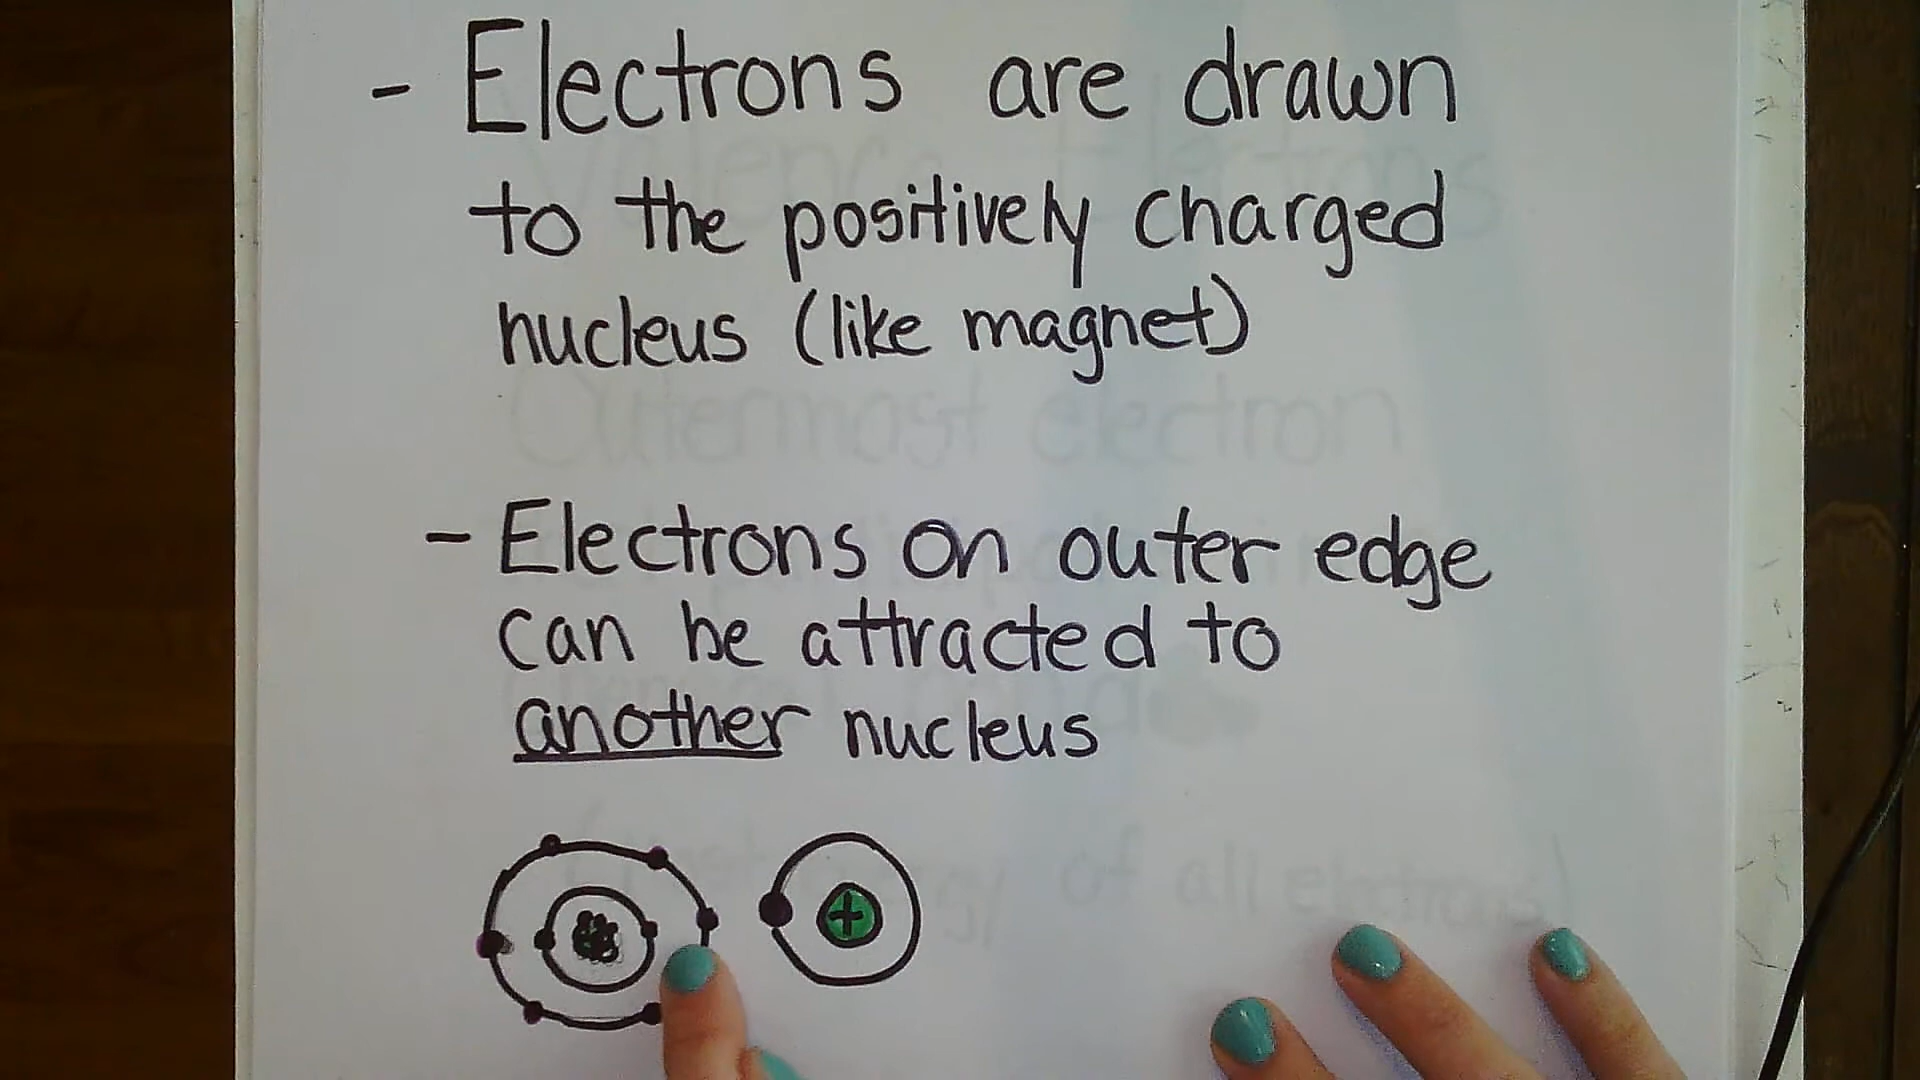 - Electrons are drawn
to the positively charged
nucleus (like magnet)
- Electrons on outer edge
can be attracted to
another nucleus
+